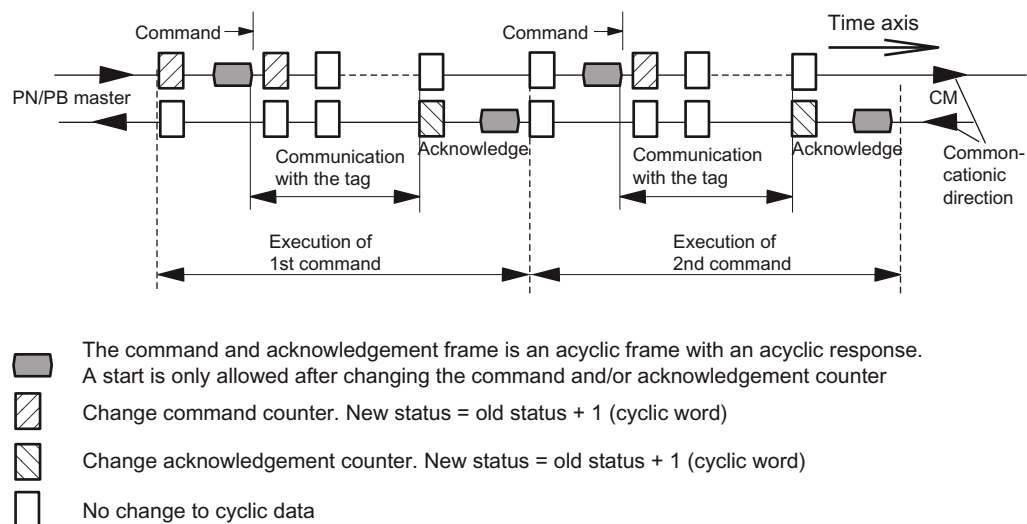 Command
Command
Time axis
PN/PB master
CM
Acknowledge
Acknowledge
Common-
cationic
direction
Communication
with the tag
Communication
with the tag
Execution of
1st command
Execution of
2nd command
The command and acknowledgement frame is an acyclic frame with an acyclic response.
A start is only allowed after changing the command and/or acknowledgement counter
Change command counter. New status = old status + 1 (cyclic word)
Change acknowledgement counter. New status = old status + 1 (cyclic word)
No change to cyclic data